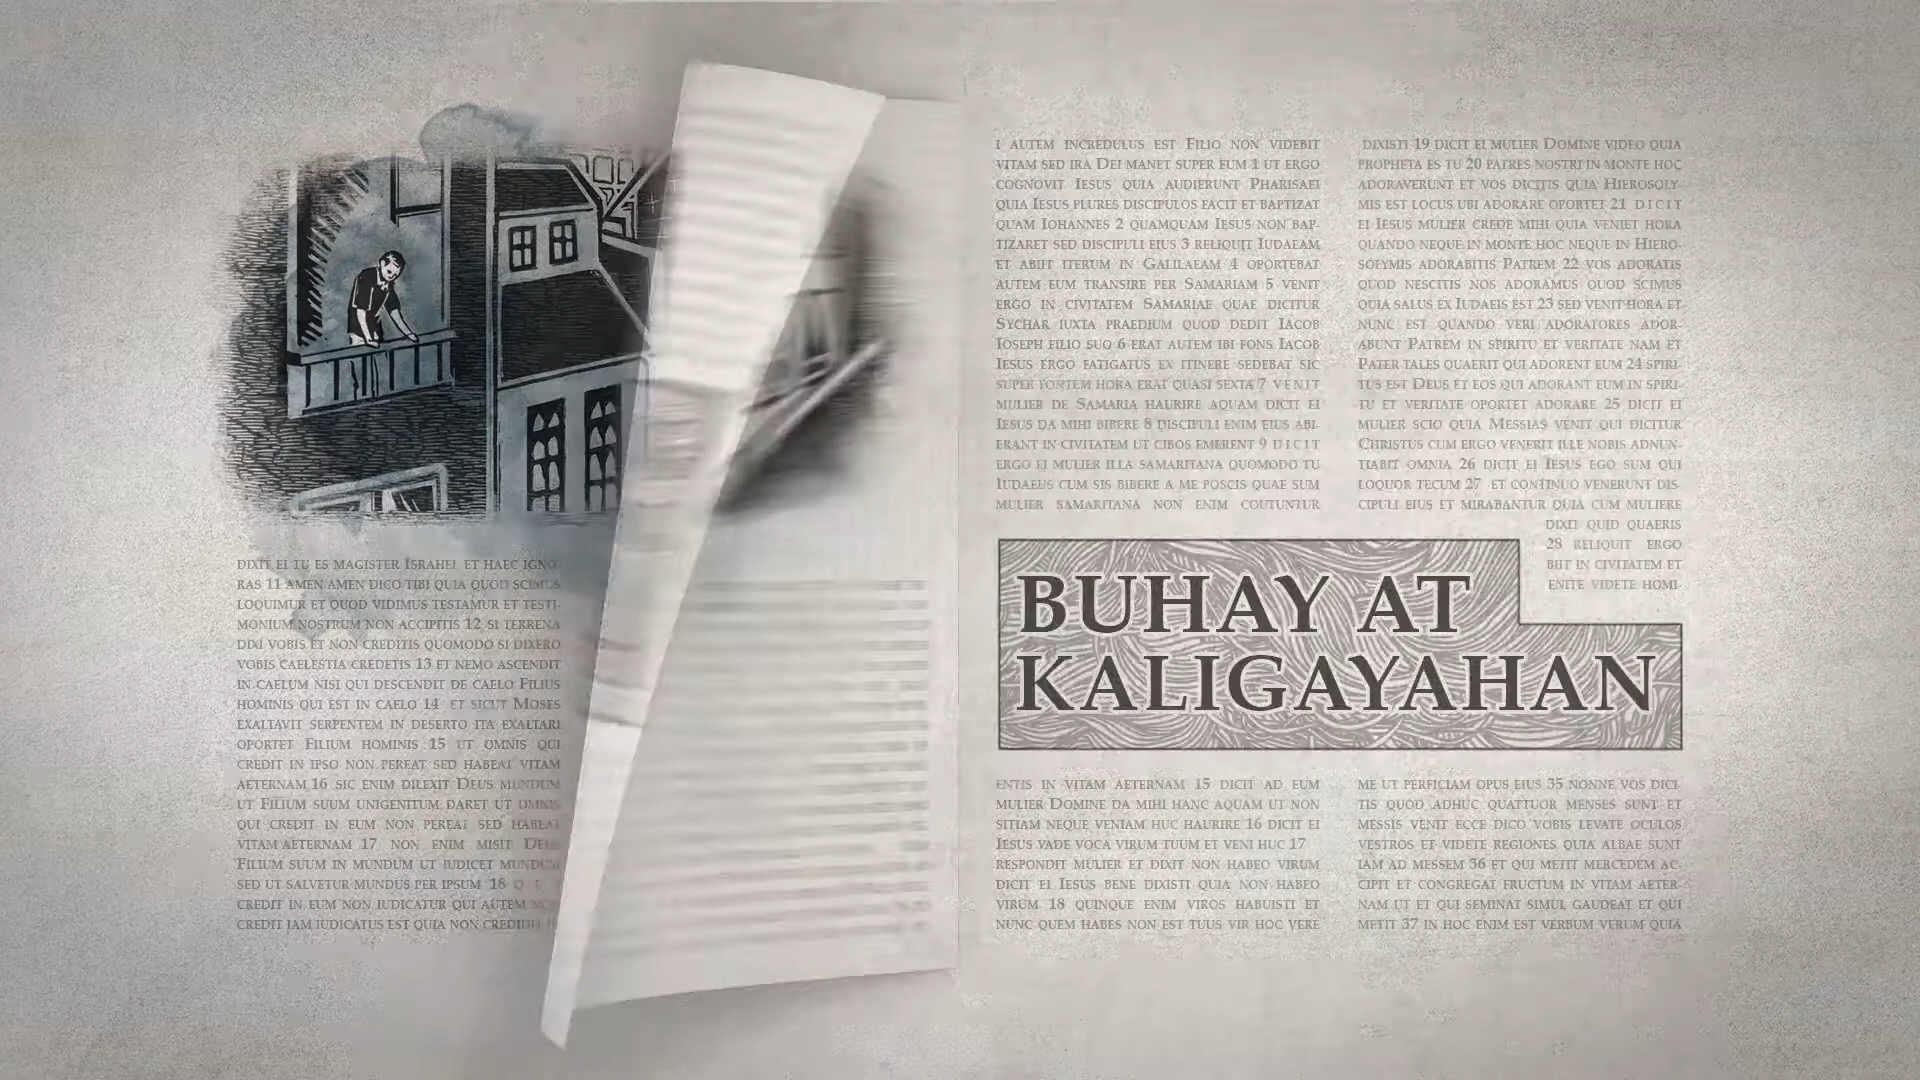 DIXIT EI TU ES MAGISTER ISRAHEL ET HAEC IGNO-
RAS 11 AMEN AMEN DICO TIBI QUIA QUOD SCIMUS
LOQUIMUR ET QUOD VIDIMUS TESTAMUR ET TESTI-
MONIUM NOSTRUM NON ACCIPITIS 12 SI TERRENA
DIXI VOBIS ET NON CREDITIS QUOMODO SI DIXERO
VOBIS CAELESTIA CREDETIS 13 ET NEMO ASCENDIT
IN CAELUM NISI QUI DESCENDIT DE CAELO FILIUS
HOMINIS QUI EST IN CAELO 14 ET SICUT MOSES
EXALTAVIT SERPENTEM IN DESERTO ITA EXALTARI
OPORTET FILIUM HOMINIS 15 UT OMNIS QUI
CREDIT IN IPSO NON PEREAT SED HABEAT VITAM
AETERNAM 16 SIC ENIM DILEXIT DEUS MUNDUM
UT FILIUM SUUM UNIGENITUM DARET UT OMNIS
QUI CREDIT IN EUM NON PEREAT SED HABEAT
VITAM AETERNAM 17 NON ENIM MISIT DEUS
FILIUM SUUM IN MUNDUM UT IUDICET MUNDUM
SED UT SALVETUR MUNDUS PER IPSUM 18
CREDIT IN EUM NON IUDICATUR QUI AUTEM NON
CREDIT IAM IUDICATUS EST QUIA NON CREDIDIT
I AUTEM INCREDULUS EST FILIO NON VIDEBIT
VITAM SED IRA DEI MANET SUPER EUM 1 UT ERGO
COGNOVIT IESUS QUIA AUDIERUNT PHARISAEI
QUIA IESUS PLURES DISCIPULOS FACIT ET BAPTIZAT
QUAM IOHANNES 2 QUAMQUAM IESUS NON BAP-
TIZARET SED DISCIPULI EIUS 3 RELIQUIT IUDAEAM
ET ABIIT ITERUM IN GALILAEAM 4 OPORTEBAT
AUTEM EUM TRANSIRE PER SAMARIAM 5 VENIT
ERGO IN CIVITATEM SAMARIAE QUAE DICITUR
SYCHAR IUXTA PRAEDIUM QUOD DEDIT IACOB
IOSEPH FILIO SUO 6 ERAT AUTEM IBI FONS IACOB
IESUS ERGO FATIGATUS EX ITINERE SEDEBAT SIC
SUPER FONTEM HORA ERAT QUASI SEXTA 7 VENIT
MULIER DE SAMARIA HAURIRE AQUAM DICIT EI
IESUS DA MIHI BIBERE 8 DISCIPULI ENIM EIUS ABI-
ERANT IN CIVITATEM UT CIBOS EMERENT 9 DICIT
ERGO EI MULIER ILLA SAMARITANA QUOMODO TU
IUDAEUS CUM SIS BIBERE A ME POSCIS QUAE SUM
MULIER SAMARITANA NON ENIM COUTUNTUR
DIXISTI 19 DICIT EI MULIER DOMINE VIDEO QUIA
PROPHETA ES TU 20 PATRES NOSTRI IN MONTE HOC
ADORAVERUNT ET VOS DICITIS QUIA HIEROSOLY-
MIS EST LOCUS UBI ADORARE OPORTET 21 DICIT
EI IESUS MULIER CREDE MIHI QUIA VENIET HORA
QUANDO NEQUE IN MONTE HOC NEQUE IN HIERO-
SOLYMIS ADORABITIS PATREM 22 VOS ADORATIS
QUOD NESCITIS NOS ADORAMUS QUOD SCIMUS
QUIA SALUS EX IUDAEIS EST 23 SED VENIT HORA ET
NUNC EST QUANDO VERI ADORATORES ADOR-
ABUNT PATREM IN SPIRITU ET VERITATE NAM ET
PATER TALES QUAERIT QUI ADORENT EUM 24 SPIRI-
TUS EST DEUS ET EOS QUI ADORANT EUM IN SPIRI-
TU ET VERITATE OPORTET ADORARE 25 DICIT EI
MULIER SCIO QUIA MESSIAS VENIT QUI DICITUR
CHRISTUS CUM ERGO VENERIT ILLE NOBIS ADNUN-
TIABIT OMNIA 26 DICIT EI IESUS EGO SUM QUI
LOQUOR TECUM 27 ET CONTINUO VENERUNT DIS-
CIPULI EIUS ET MIRABANTUR QUIA CUM MULIERE
DIXIT QUID QUAERIS
28 RELIQUIT ERGO
BIIT IN CIVITATEM ET
ENITE VIDETE HOMI-
BUHAY AT
KALIGAYAHAN
ENTIS IN VITAM AETERNAM 15 DICIT AD EUM
MULIER DOMINE DA MIHI HANC AQUAM UT NON
SITIAM NEQUE VENIAM HUC HAURIRE 16 DICIT EI
IESUS VADE VOCA VIRUM TUUM ET VENI HUC 17
RESPONDIT MULIER ET DIXIT NON HABEO VIRUM
DICIT EI IESUS BENE DIXISTI QUIA NON HABEO
VIRUM 18 QUINQUE ENIM VIROS HABUISTI ET
NUNC QUEM HABES NON EST TUUS VIR HOC VERE
ME UT PERFICIAM OPUS EIUS 35 NONNE VOS DICI-
TIS QUOD ADHUC QUATTUOR MENSES SUNT ET
MESSIS VENIT ECCE DICO VOBIS LEVATE OCULOS
VESTROS ET VIDETE REGIONES QUIA ALBAE SUNT
IAM AD MESSEM 36 ET QUI METIT MERCEDEM AC-
CIPIT ET CONGREGAT FRUCTUM IN VITAM AETER-
NAM UT ET QUI SEMINAT SIMUL GAUDEAT ET QUI
METIT 37 IN HOC ENIM EST VERBUM VERUM QUIA